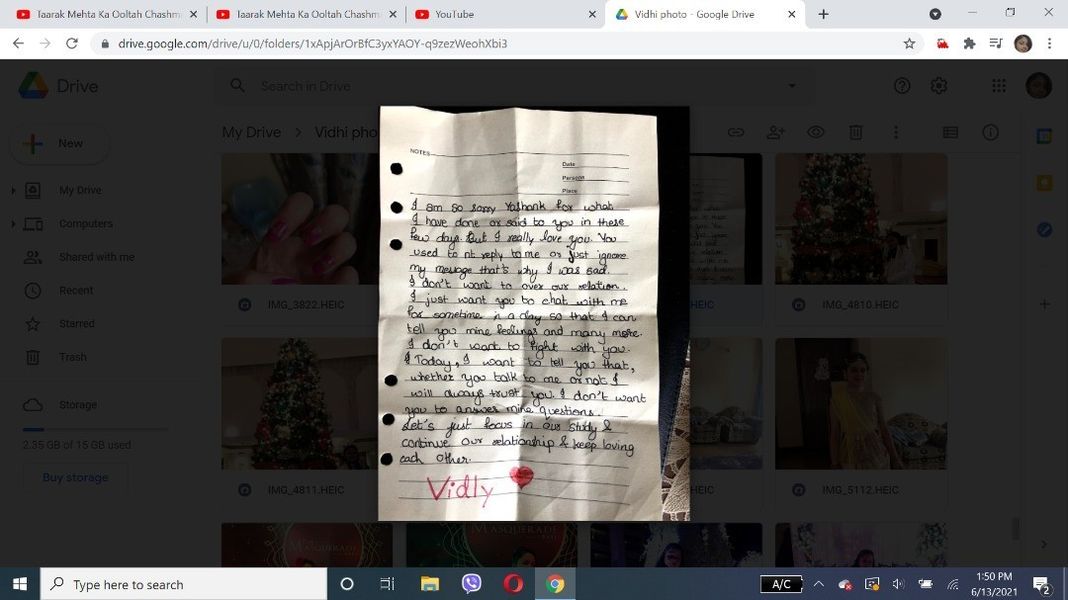 Taarak Mehta Ka Ooltah Chashm
Taarak Mehta Ka Ooltah Chashm
YouTube
Vidhi photo - Google Drive
drive.google.com/drive/u/0/folders/1xApjArOrBfC3yxYAOY-q9zezWeohXbi3
Drive
Search in Drive
New
My Drive
Computers
Shared with me
Recent
Starred
Trash
Storage
2.35 GB of 15 GB used
Buy storage
My Drive > Vidhi pho
IMG_3822.HEIC
HEIC
IMG_4810.HEIC
IMG_4811.HEIC
HEIC
IMG_5112.HEIC
MASQUERADE
MASQUERADE
NOTES
Date
Person
Place
I am so sorry Yashank for what
I have done or said to you in these
few days. But I really love you. You
used to nt reply to me or just ignore
my message that's why I was sad.
I don't want to over our relation.
I just want you to chat with me
for sometime in a day so that I can
tell you mine feelings and many more.
I don't want to fight with you.
Today, I want to tell you that,
whether you talk to me or not I
will always trust you. I don't want
you to answer mine questions.
Let's just focus in our study &
continue our relationship & keep loving
each other.
Vidly
Type here to search
A/C
1:50 PM
6/13/2021
2